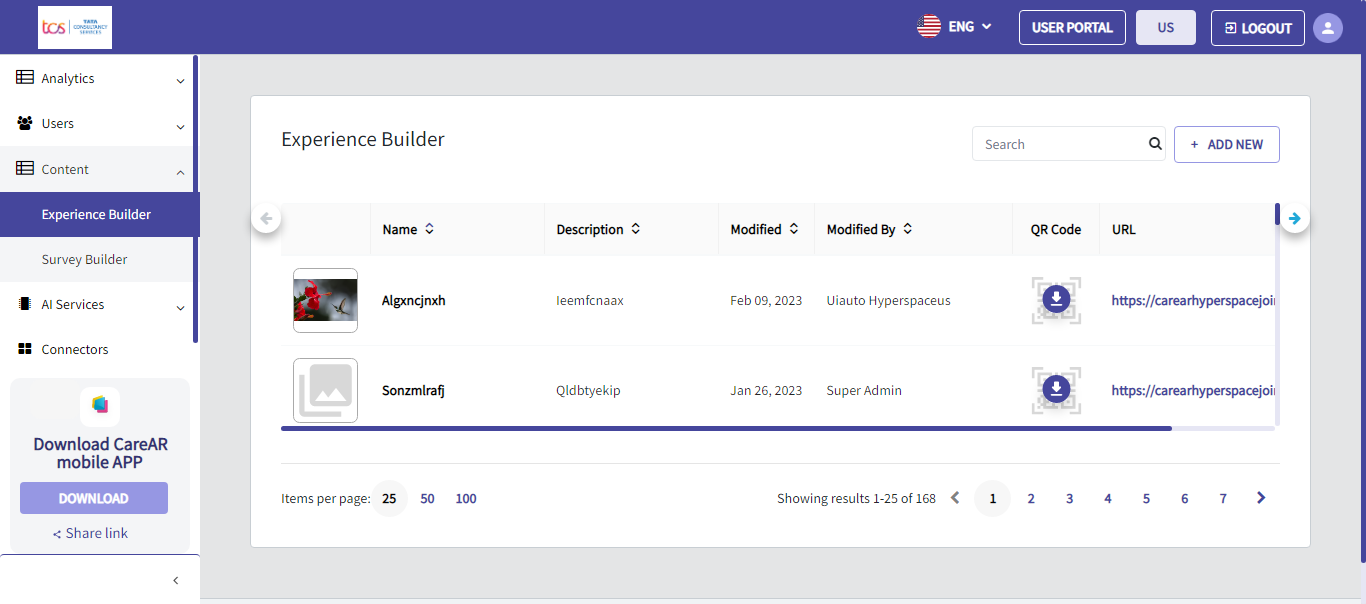 tcs TATA
CONSULTANCY
SERVICES
ENG
USER PORTAL
US
LOGOUT
Analytics
Users
Content
Experience Builder
Survey Builder
AI Services
Connectors
Download CareAR
mobile APP
DOWNLOAD
Share link
Experience Builder
Search
+ ADD NEW
Name Description Modified Modified By QR Code URL
Algxncjnxh Ieemfcnaax Feb 09, 2023 Uiauto Hyperspaceus https://carearhyperspacejoi
Sonzmlrafj Qldbtyekip Jan 26, 2023 Super Admin https://carearhyperspacejoi
Items per page: 25 50 100
Showing results 1-25 of 168 1 2 3 4 5 6 7